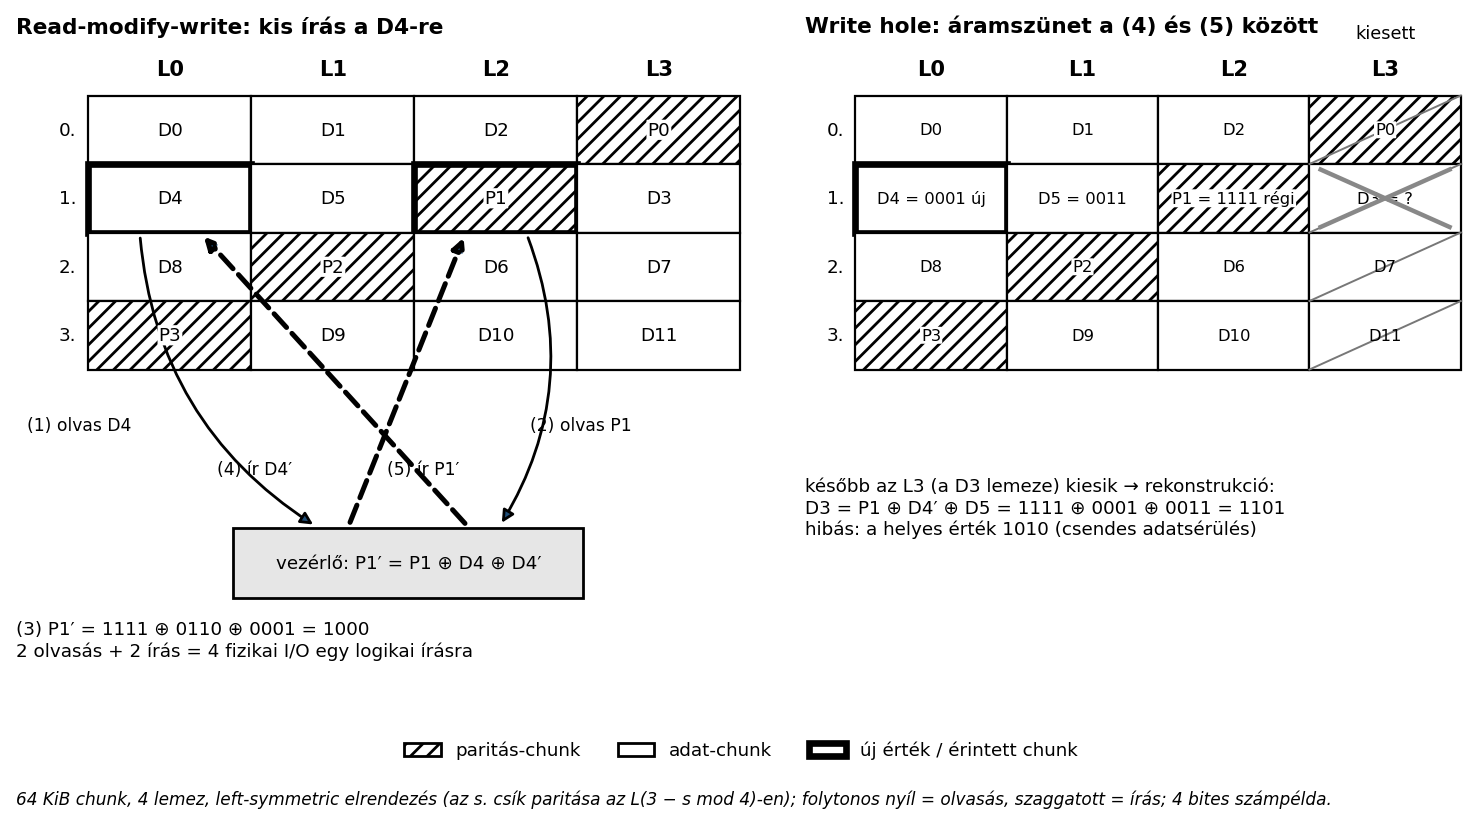 Read-modify-write: kis írás a D4-re
L0 L1 L2 L3
0. D0 D1 D2 P0
1. D4 D5 P1 D3
2. D8 P2 D6 D7
3. P3 D9 D10 D11
(1) olvas D4
(2) olvas P1
(4) ír D4′
(5) ír P1′
vezérlő: P1′ = P1 ⊕ D4 ⊕ D4′
(3) P1′ = 1111 ⊕ 0110 ⊕ 0001 = 1000
2 olvasás + 2 írás = 4 fizikai I/O egy logikai írásra
Write hole: áramszünet a (4) és (5) között
kiesett
L0 L1 L2 L3
0. D0 D1 D2 P0
1. D4 = 0001 új D5 = 0011 P1 = 1111 régi D3 = ?
2. D8 P2 D6 D7
3. P3 D9 D10 D11
később az L3 (a D3 lemeze) kiesik → rekonstrukció:
D3 = P1 ⊕ D4′ ⊕ D5 = 1111 ⊕ 0001 ⊕ 0011 = 1101
hibás: a helyes érték 1010 (csendes adatsérülés)
paritás-chunk adat-chunk új érték / érintett chunk
64 KiB chunk, 4 lemez, left-symmetric elrendezés (az s. csík paritása az L(3 − s mod 4)-en); folytonos nyíl = olvasás, szaggatott = írás; 4 bites számpélda.